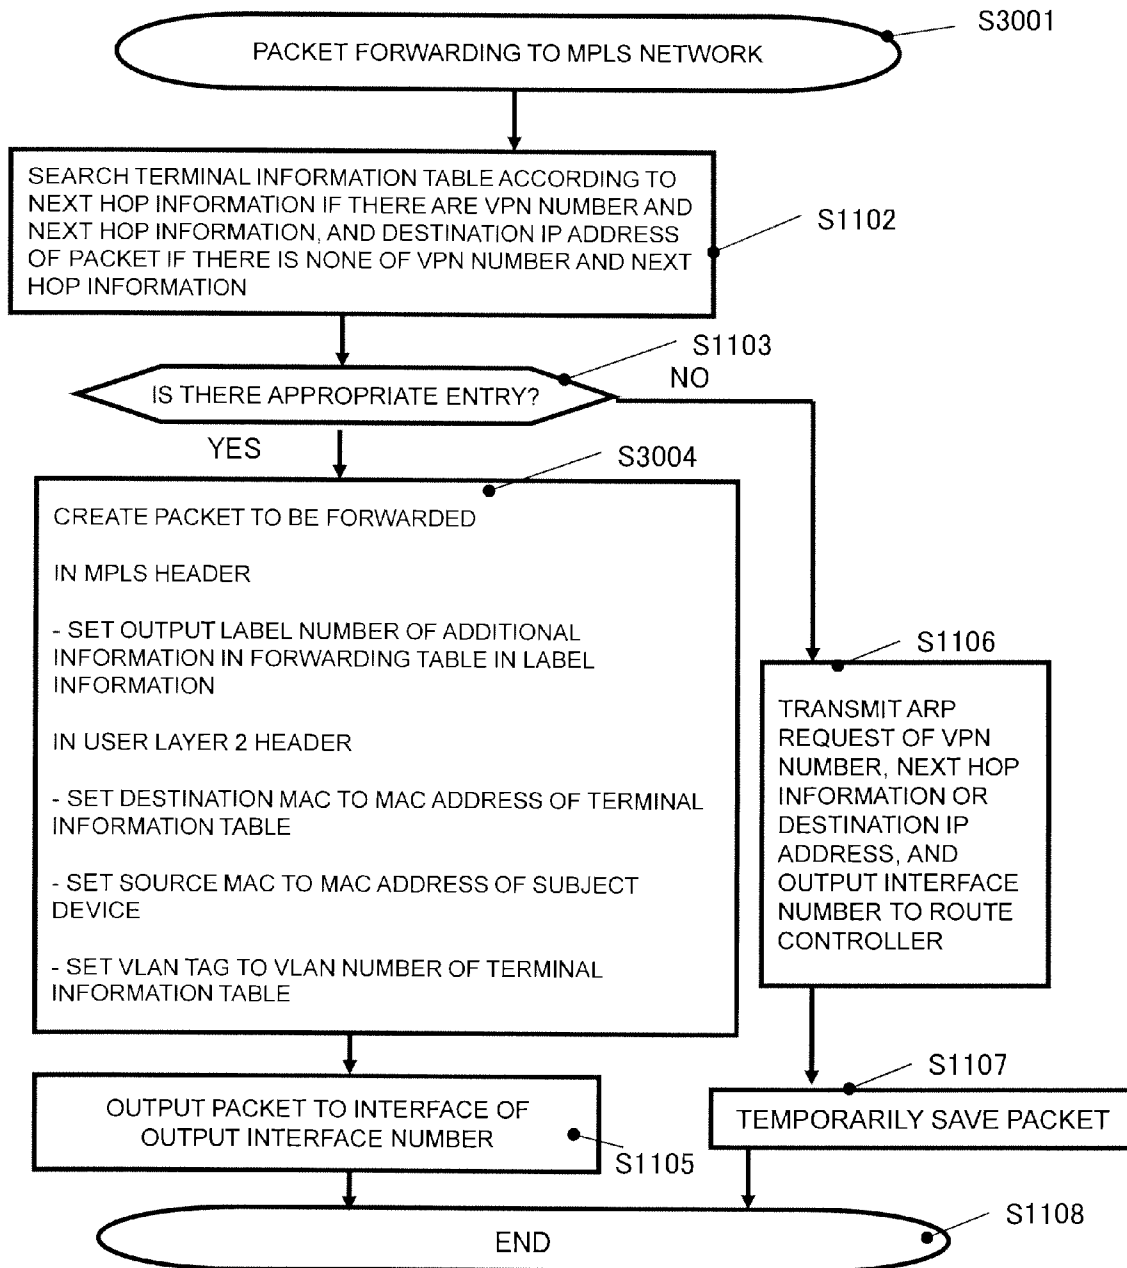 S3001
PACKET FORWARDING TO MPLS NETWORK
SEARCH TERMINAL INFORMATION TABLE ACCORDING TO
NEXT HOP INFORMATION IF THERE ARE VPN NUMBER AND
NEXT HOP INFORMATION, AND DESTINATION IP ADDRESS
OF PACKET IF THERE IS NONE OF VPN NUMBER AND NEXT
HOP INFORMATION
S1102
S1103
IS THERE APPROPRIATE ENTRY?
NO
YES
S3004
CREATE PACKET TO BE FORWARDED
IN MPLS HEADER
- SET OUTPUT LABEL NUMBER OF ADDITIONAL
INFORMATION IN FORWARDING TABLE IN LABEL
INFORMATION
IN USER LAYER 2 HEADER
- SET DESTINATION MAC TO MAC ADDRESS OF TERMINAL
INFORMATION TABLE
- SET SOURCE MAC TO MAC ADDRESS OF SUBJECT
DEVICE
- SET VLAN TAG TO VLAN NUMBER OF TERMINAL
INFORMATION TABLE
S1106
TRANSMIT ARP
REQUEST OF VPN
NUMBER, NEXT HOP
INFORMATION OR
DESTINATION IP
ADDRESS, AND
OUTPUT INTERFACE
NUMBER TO ROUTE
CONTROLLER
OUTPUT PACKET TO INTERFACE OF
OUTPUT INTERFACE NUMBER
S1105
S1107
TEMPORARILY SAVE PACKET
END
S1108